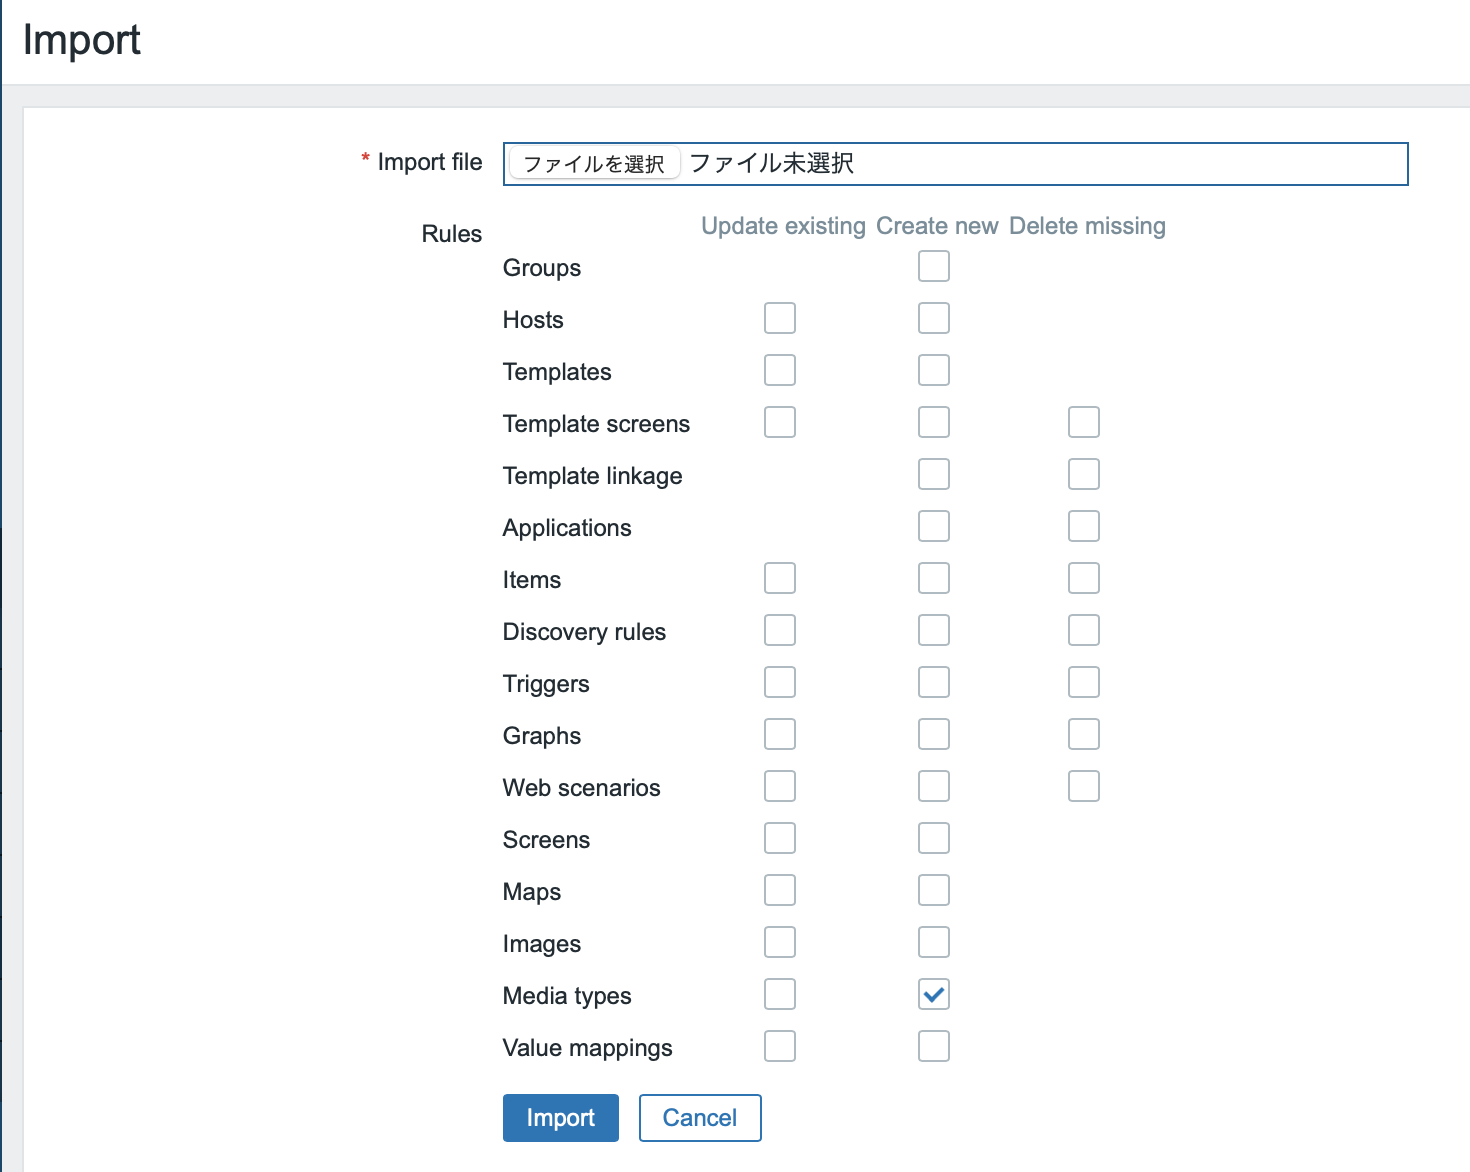 Import
* Import file ファイルを選択 ファイル未選択
Rules Update existing Create new Delete missing
Groups
Hosts
Templates
Template screens
Template linkage
Applications
Items
Discovery rules
Triggers
Graphs
Web scenarios
Screens
Maps
Images
Media types
Value mappings
Import Cancel